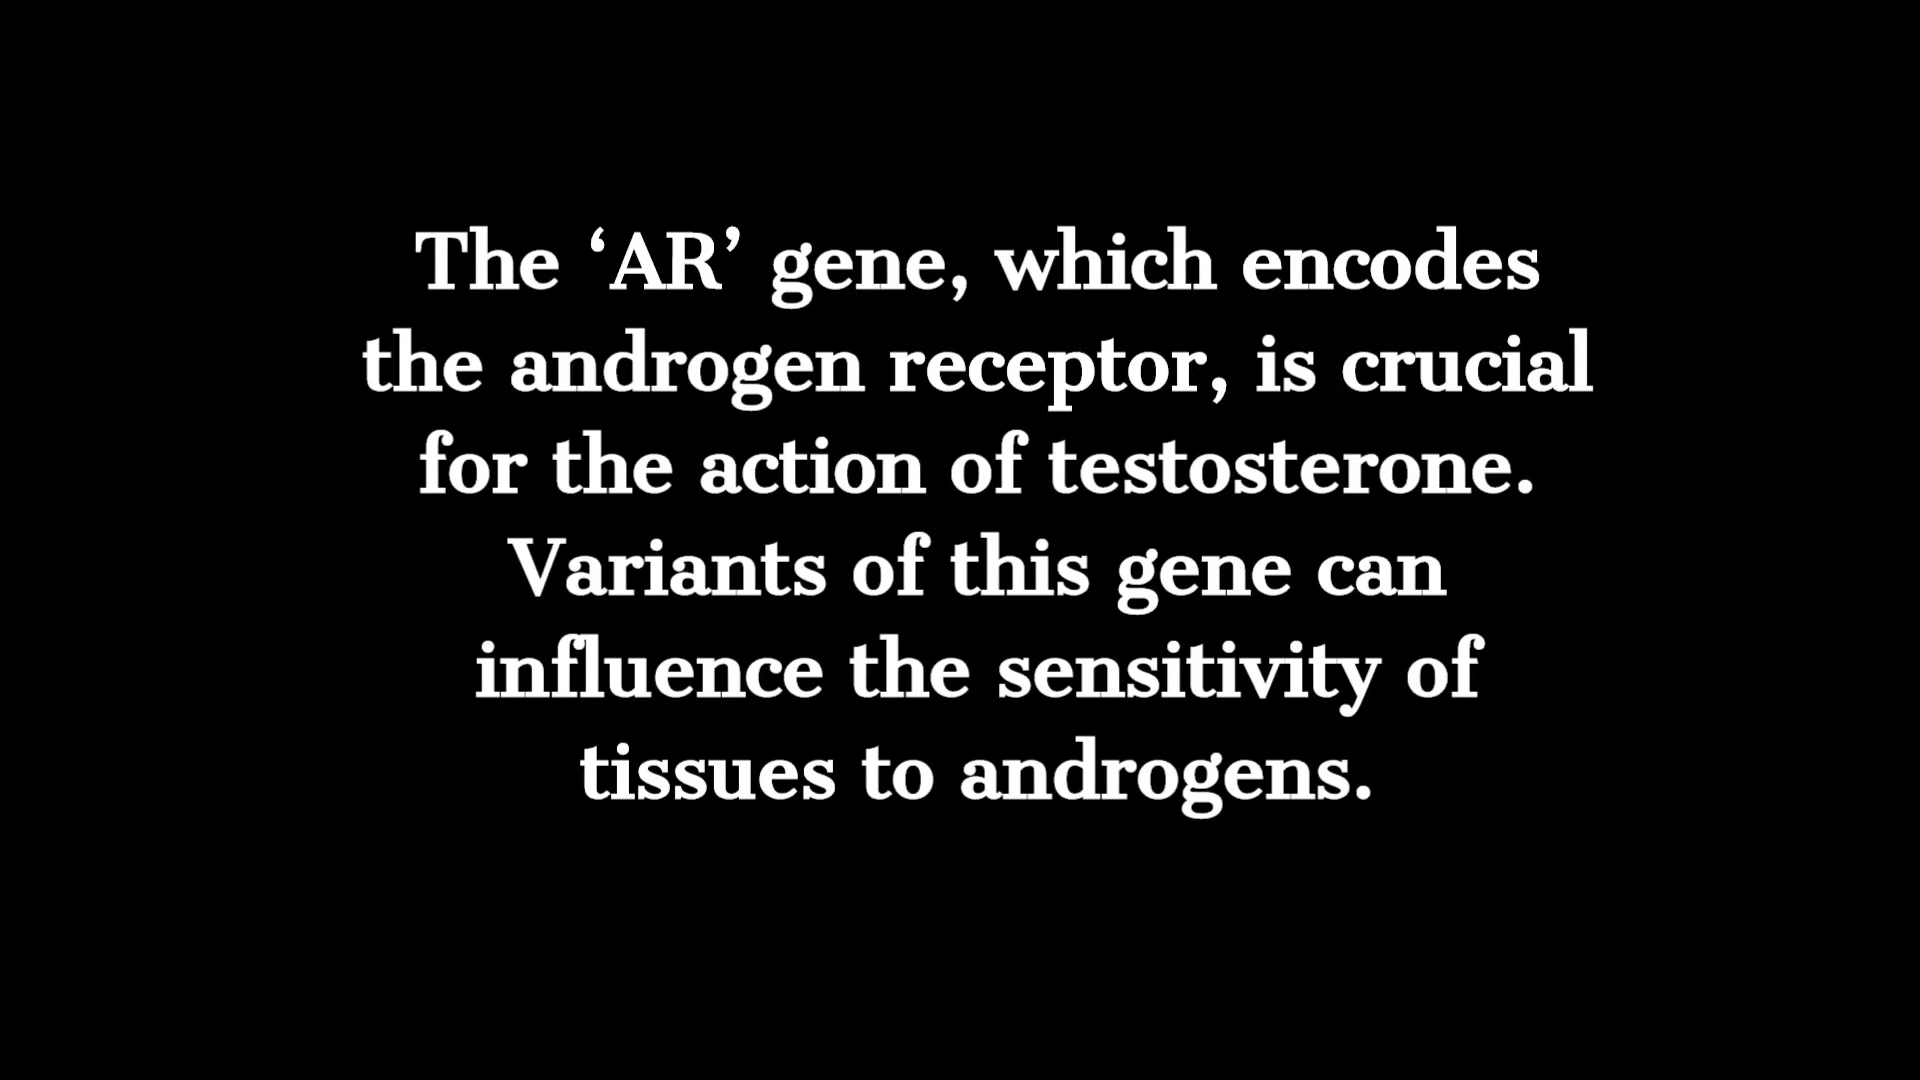 The ‘AR’ gene, which encodes
the androgen receptor, is crucial
for the action of testosterone.
Variants of this gene can
influence the sensitivity of
tissues to androgens.